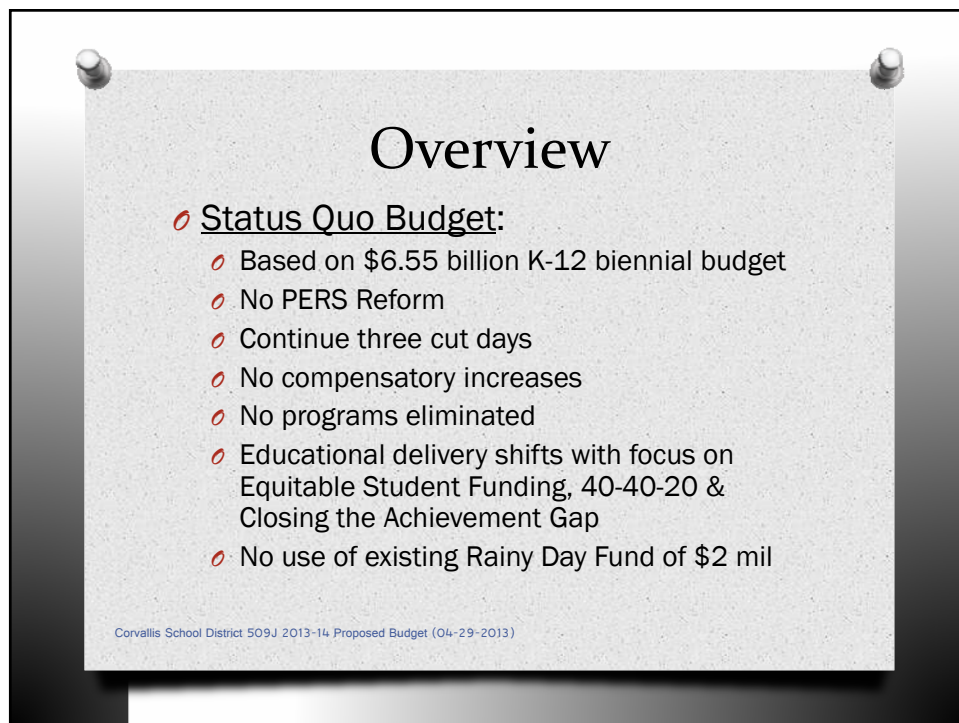 Overview
Status Quo Budget:
Based on $6.55 billion K-12 biennial budget
No PERS Reform
Continue three cut days
No compensatory increases
No programs eliminated
Educational delivery shifts with focus on
Equitable Student Funding, 40-40-20 &
Closing the Achievement Gap
No use of existing Rainy Day Fund of $2 mil
Corvallis School District 509J 2013-14 Proposed Budget (04-29-2013)